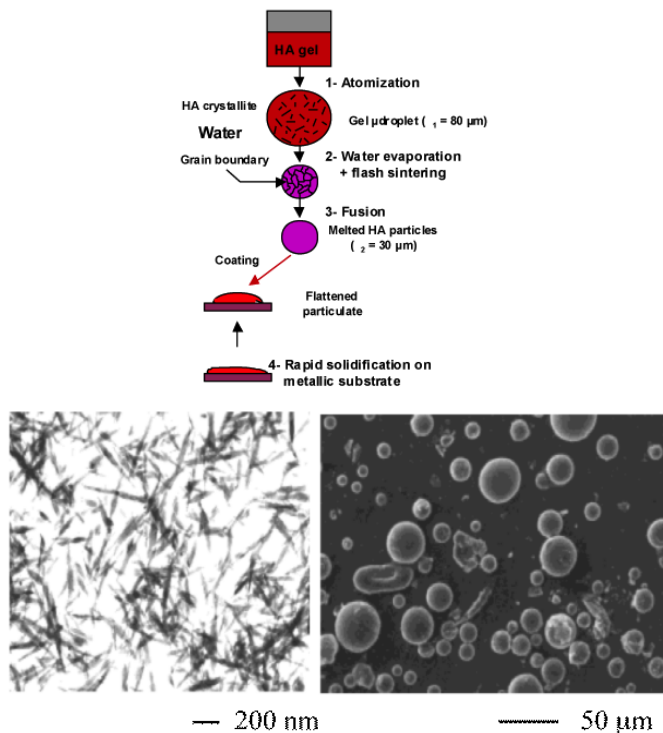 HA gel
1- Atomization
HA crystallite
Gel µdroplet ( 1 = 80 µm)
Water
2- Water evaporation
+ flash sintering
Grain boundary
3- Fusion
Melted HA particles
( 2 = 30 µm)
Coating
Flattened
particulate
4- Rapid solidification on
metallic substrate
200 nm
50 µm